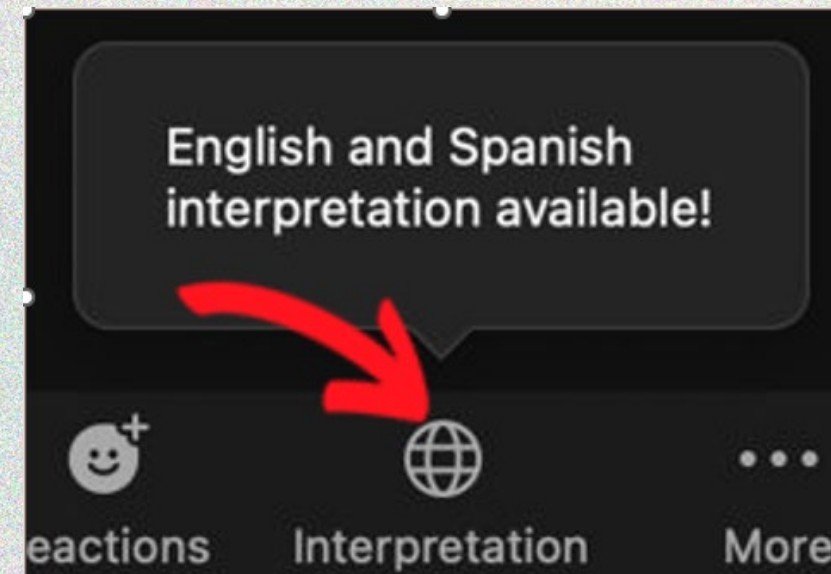 English and Spanish
interpretation available!
eactions
Interpretation
More